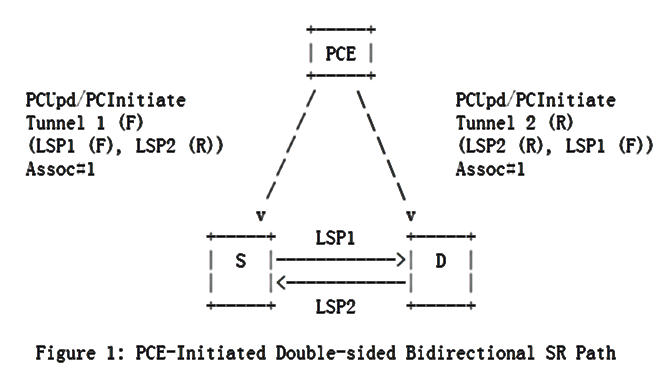 PCE
PCUpd/PCInitiate
Tunnel 1 (F)
(LSP1 (F), LSP2 (R))
Assoc#1
PCUpd/PCInitiate
Tunnel 2 (R)
(LSP2 (R), LSP1 (F))
Assoc#1
LSP1
S
D
LSP2
Figure 1: PCE-Initiated Double-sided Bidirectional SR Path